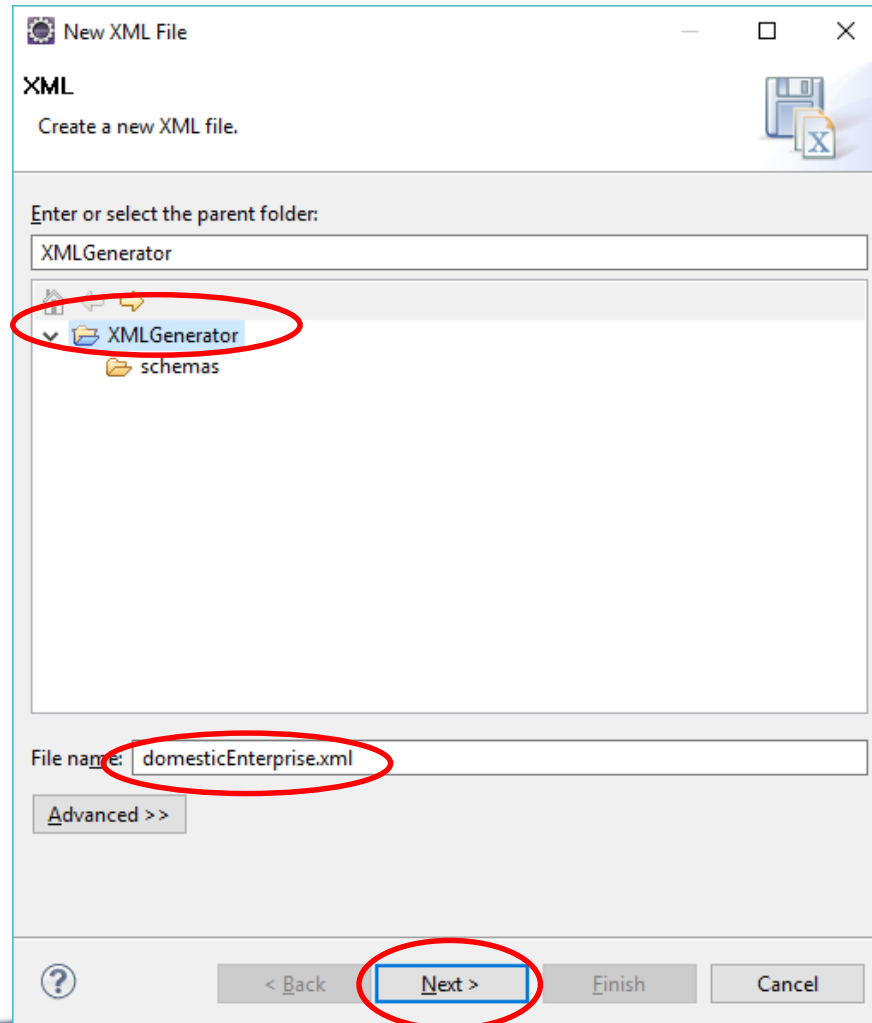 New XML File
XML
Create a new XML file.
X
Enter or select the parent folder:
XMLGenerator
XMLGenerator
schemas
File name: domesticEnterprise.xml
Advanced >>
? < Back Next > Finish Cancel